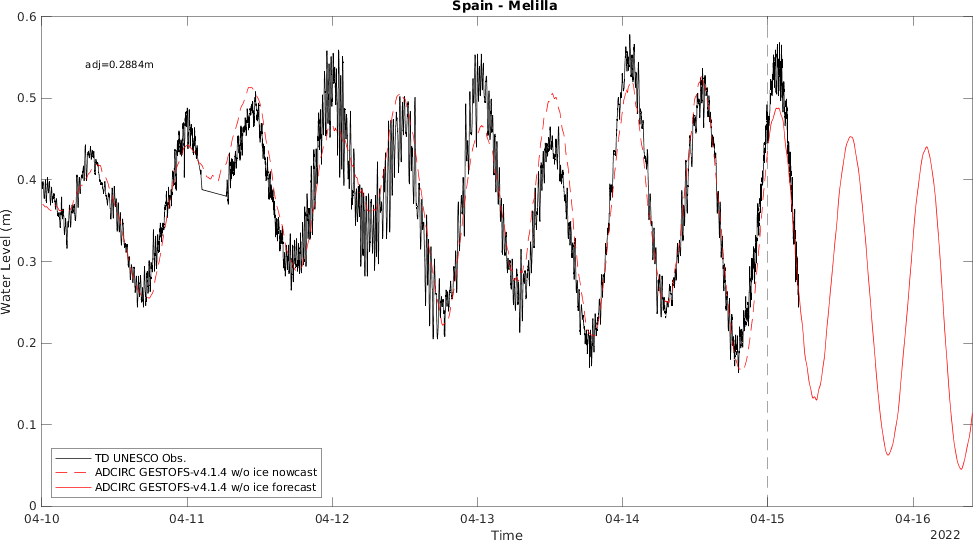 Spain - Melilla
adj=0.2884m
Water Level (m)
0.6
0.5
0.4
0.3
0.2
0.1
0
TD UNESCO Obs.
ADCIRC GESTOFS-v4.1.4 w/o ice nowcast
ADCIRC GESTOFS-v4.1.4 w/o ice forecast
04-10 04-11 04-12 04-13 04-14 04-15 04-16
Time
2022